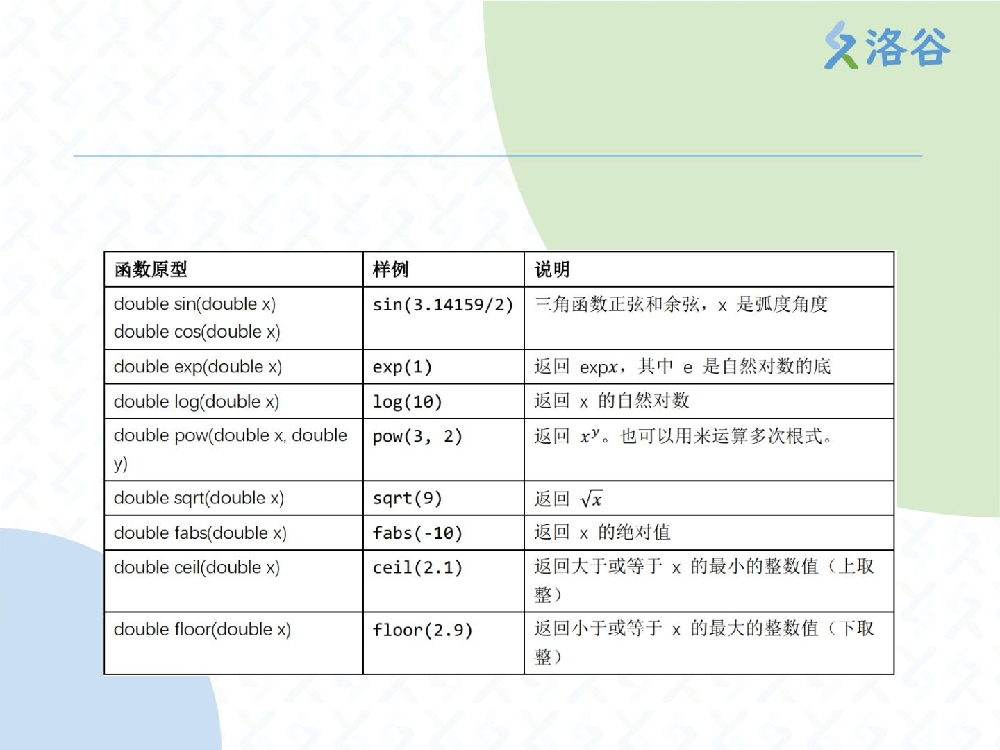 洛谷
函数原型 样例 说明
double sin(double x) sin(3.14159/2) 三角函数正弦和余弦，x 是弧度角度
double cos(double x)
double exp(double x) exp(1) 返回 expx，其中 e 是自然对数的底
double log(double x) log(10) 返回 x 的自然对数
double pow(double x, double pow(3, 2) 返回 x^y。也可以用来运算多次根式。
y)
double sqrt(double x) sqrt(9) 返回 √x
double fabs(double x) fabs(-10) 返回 x 的绝对值
double ceil(double x) ceil(2.1) 返回大于或等于 x 的最小的整数值（上取
整）
double floor(double x) floor(2.9) 返回小于或等于 x 的最大的整数值（下取
整）